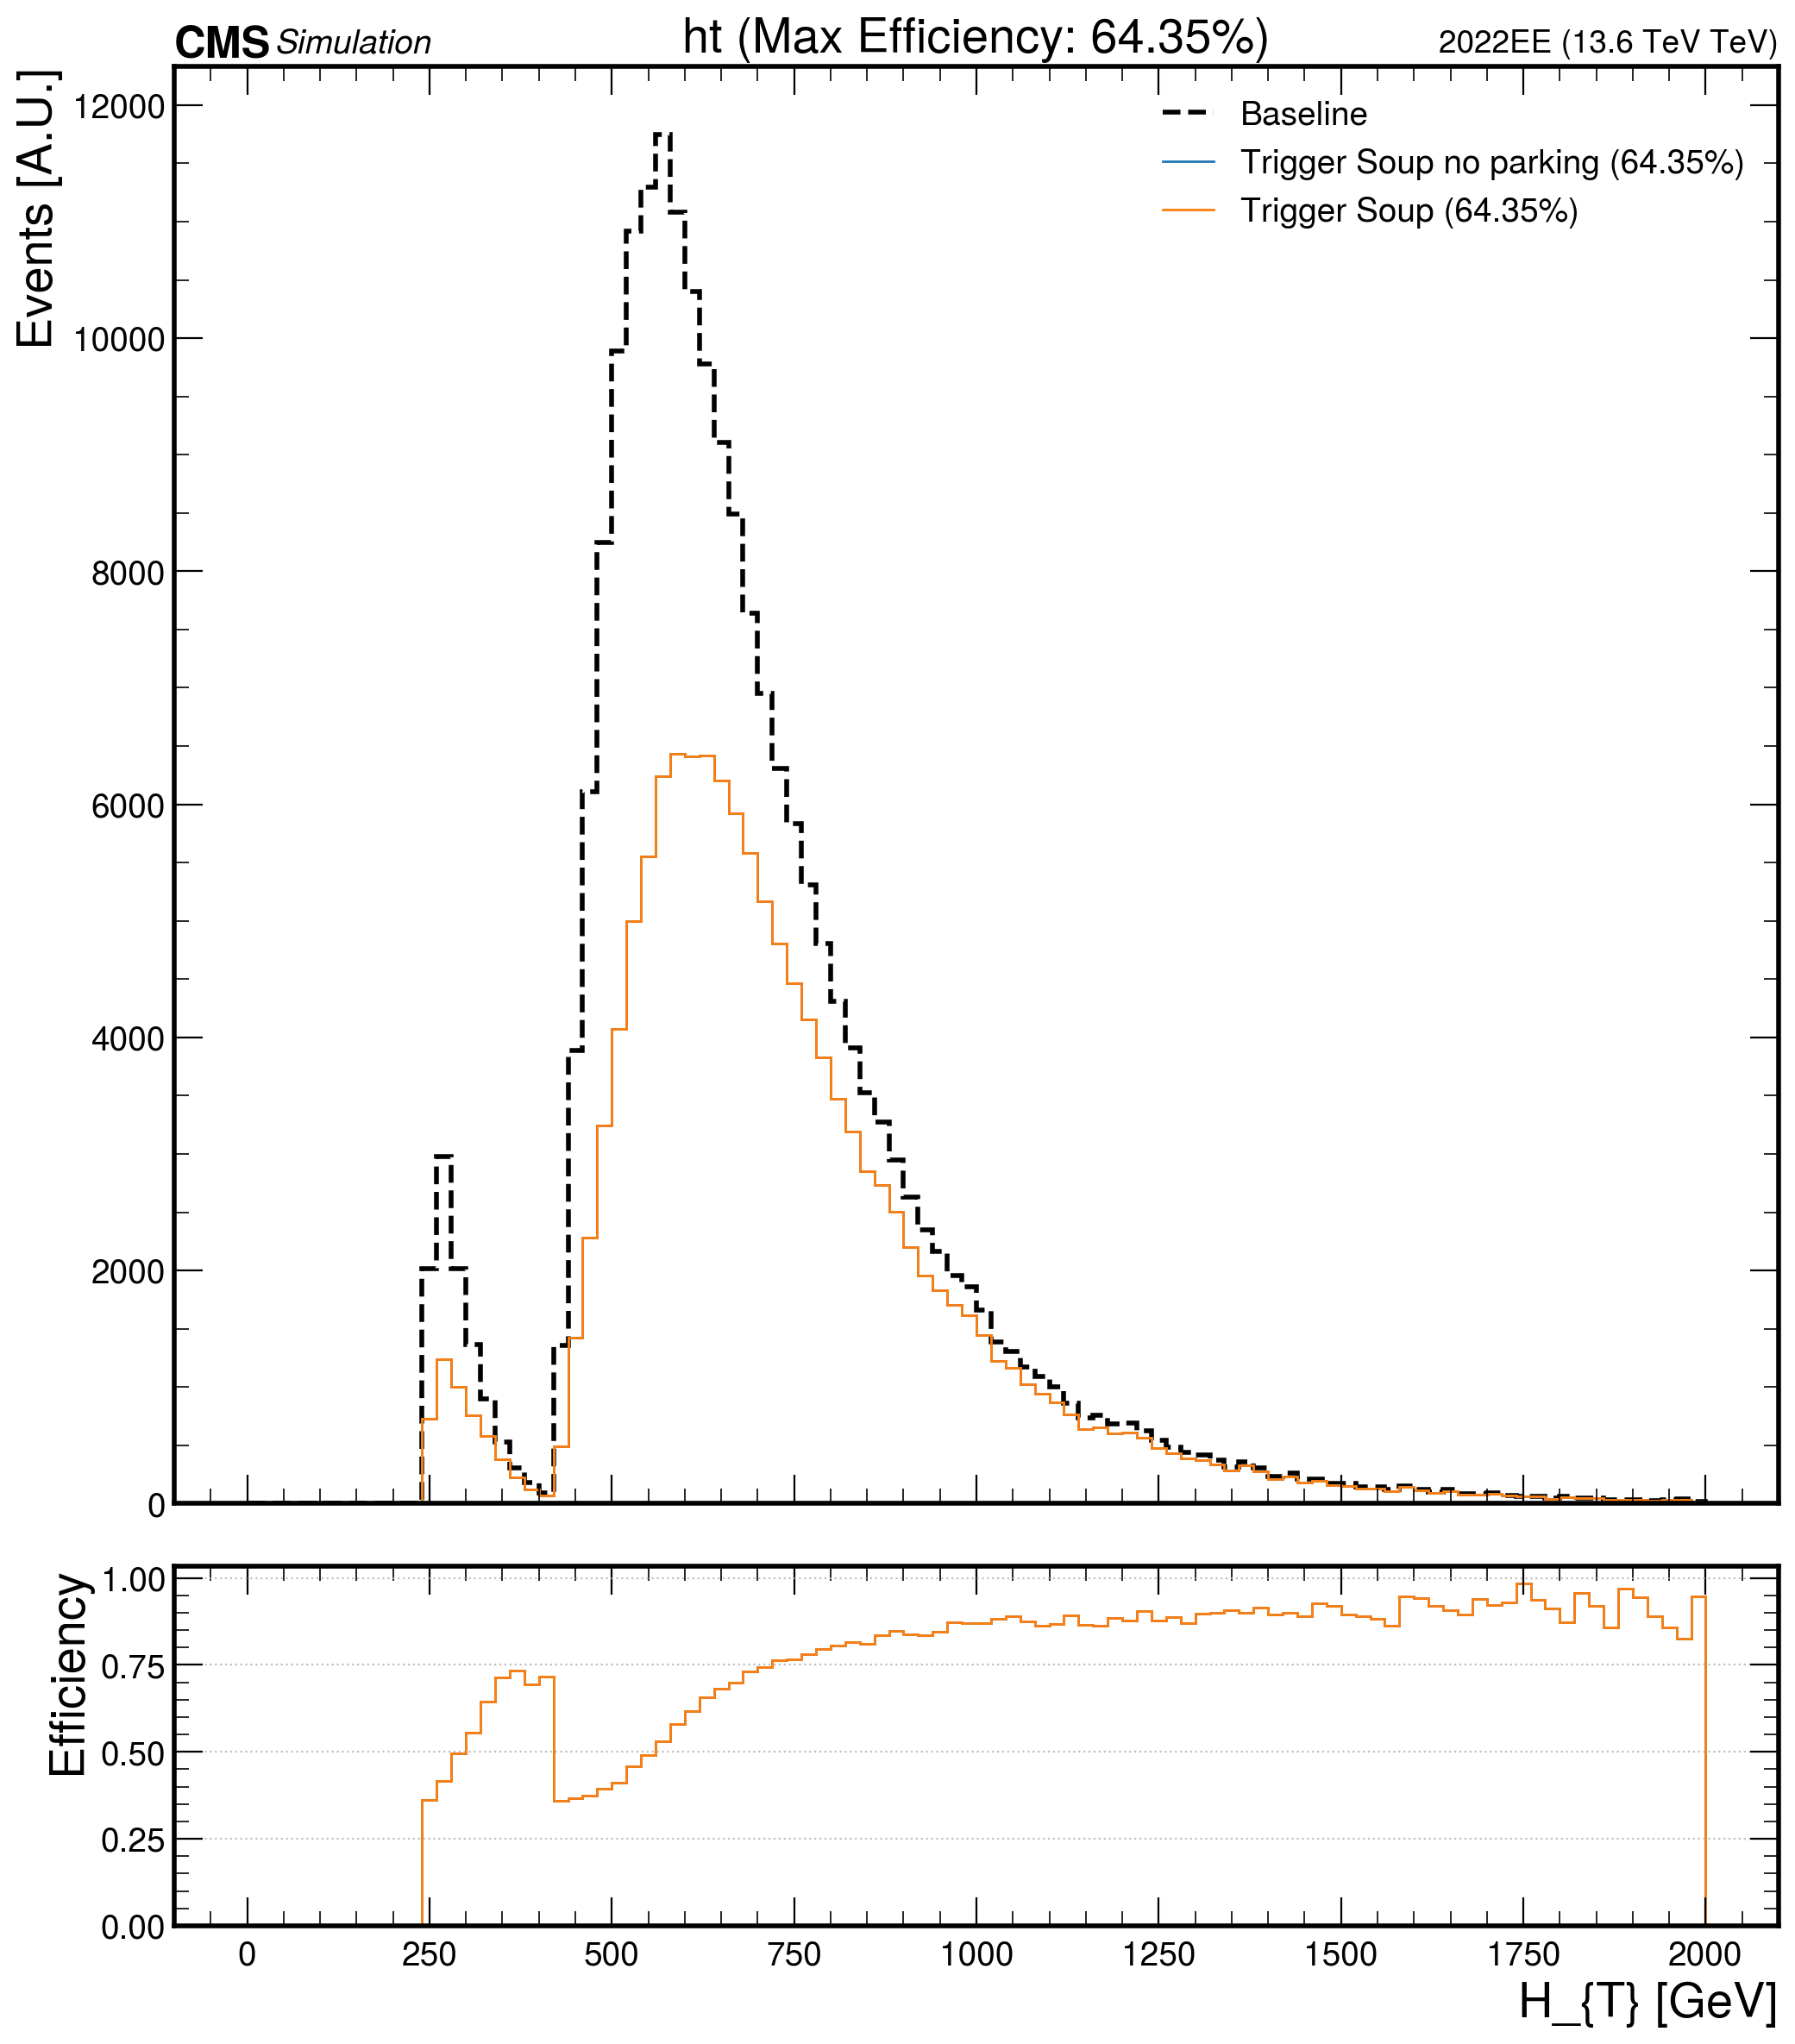 CMS Simulation
ht (Max Efficiency: 64.35%)
2022EE (13.6 TeV TeV)
Events [A.U.]
12000
10000
8000
6000
4000
2000
0
Baseline
Trigger Soup no parking (64.35%)
Trigger Soup (64.35%)
Efficiency
1.00
0.75
0.50
0.25
0.00
0 250 500 750 1000 1250 1500 1750 2000
H_{T} [GeV]